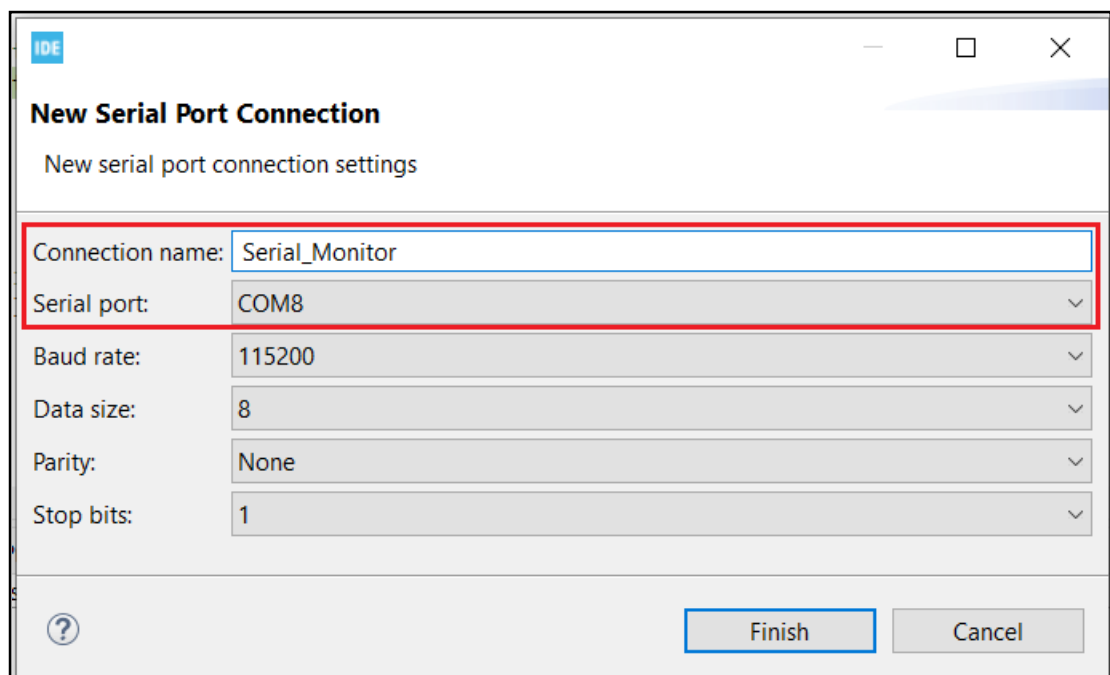 IDE
New Serial Port Connection
New serial port connection settings
Connection name: Serial_Monitor
Serial port: COM8
Baud rate: 115200
Data size: 8
Parity: None
Stop bits: 1
? Finish Cancel